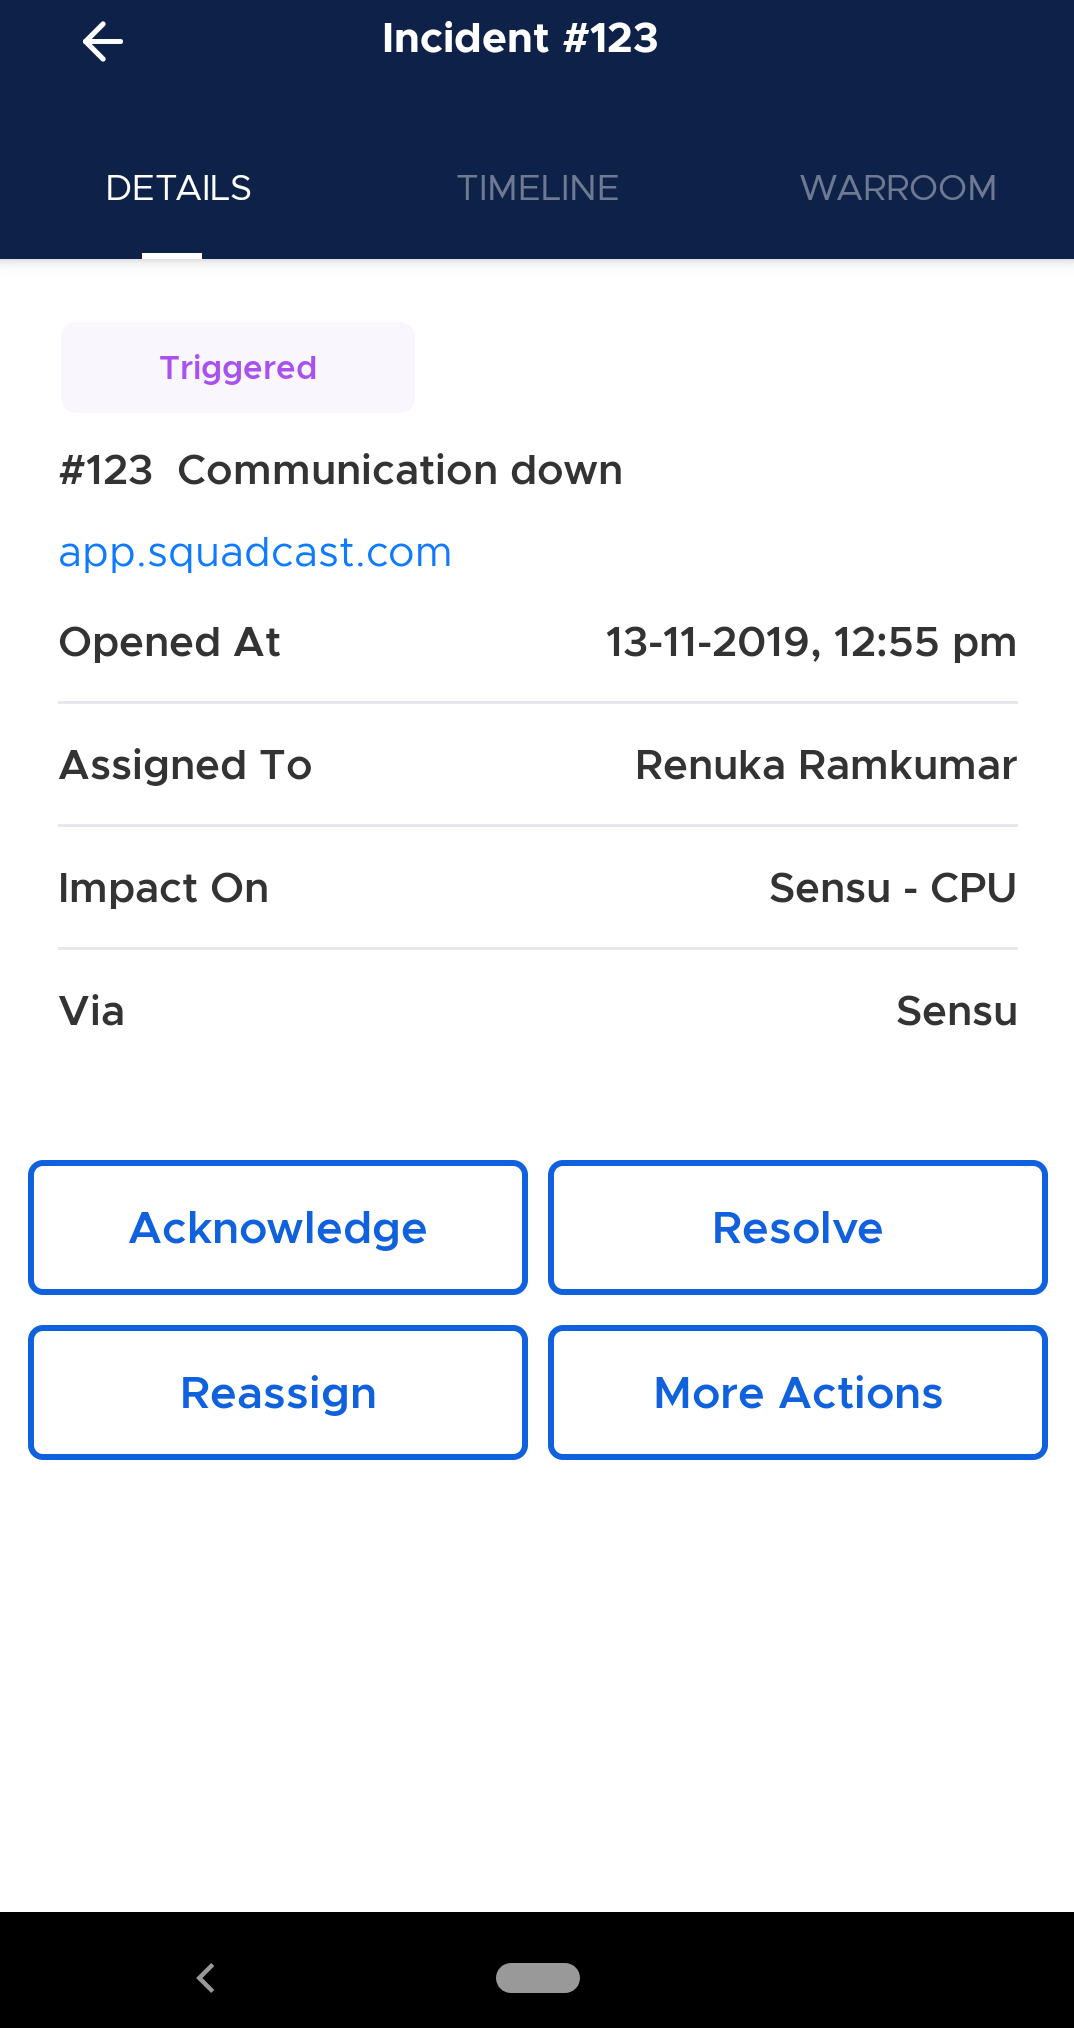 Incident #123
DETAILS TIMELINE WARROOM
Triggered
#123 Communication down
app.squadcast.com
Opened At 13-11-2019, 12:55 pm
Assigned To Renuka Ramkumar
Impact On Sensu - CPU
Via Sensu
Acknowledge Resolve
Reassign More Actions